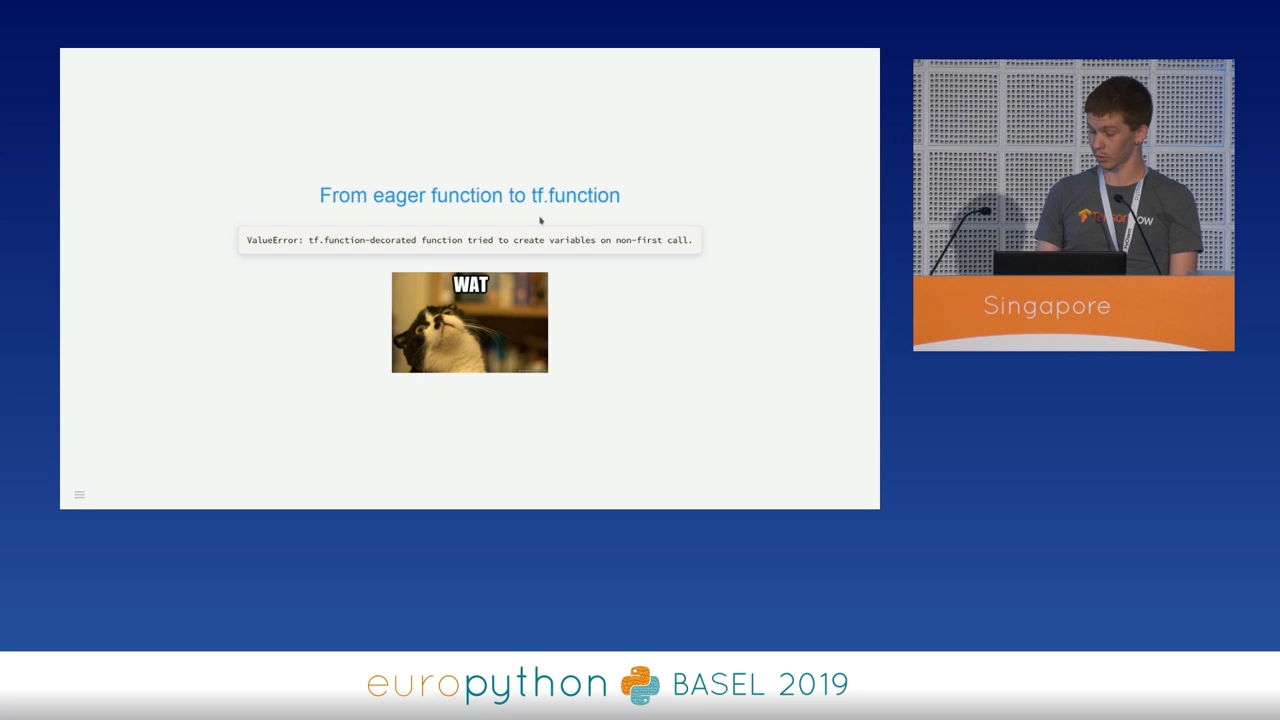 From eager function to tf.function
ValueError: tf.function-decorated function tried to create variables on non-first call.
WAT
Singapore
europython BASEL 2019